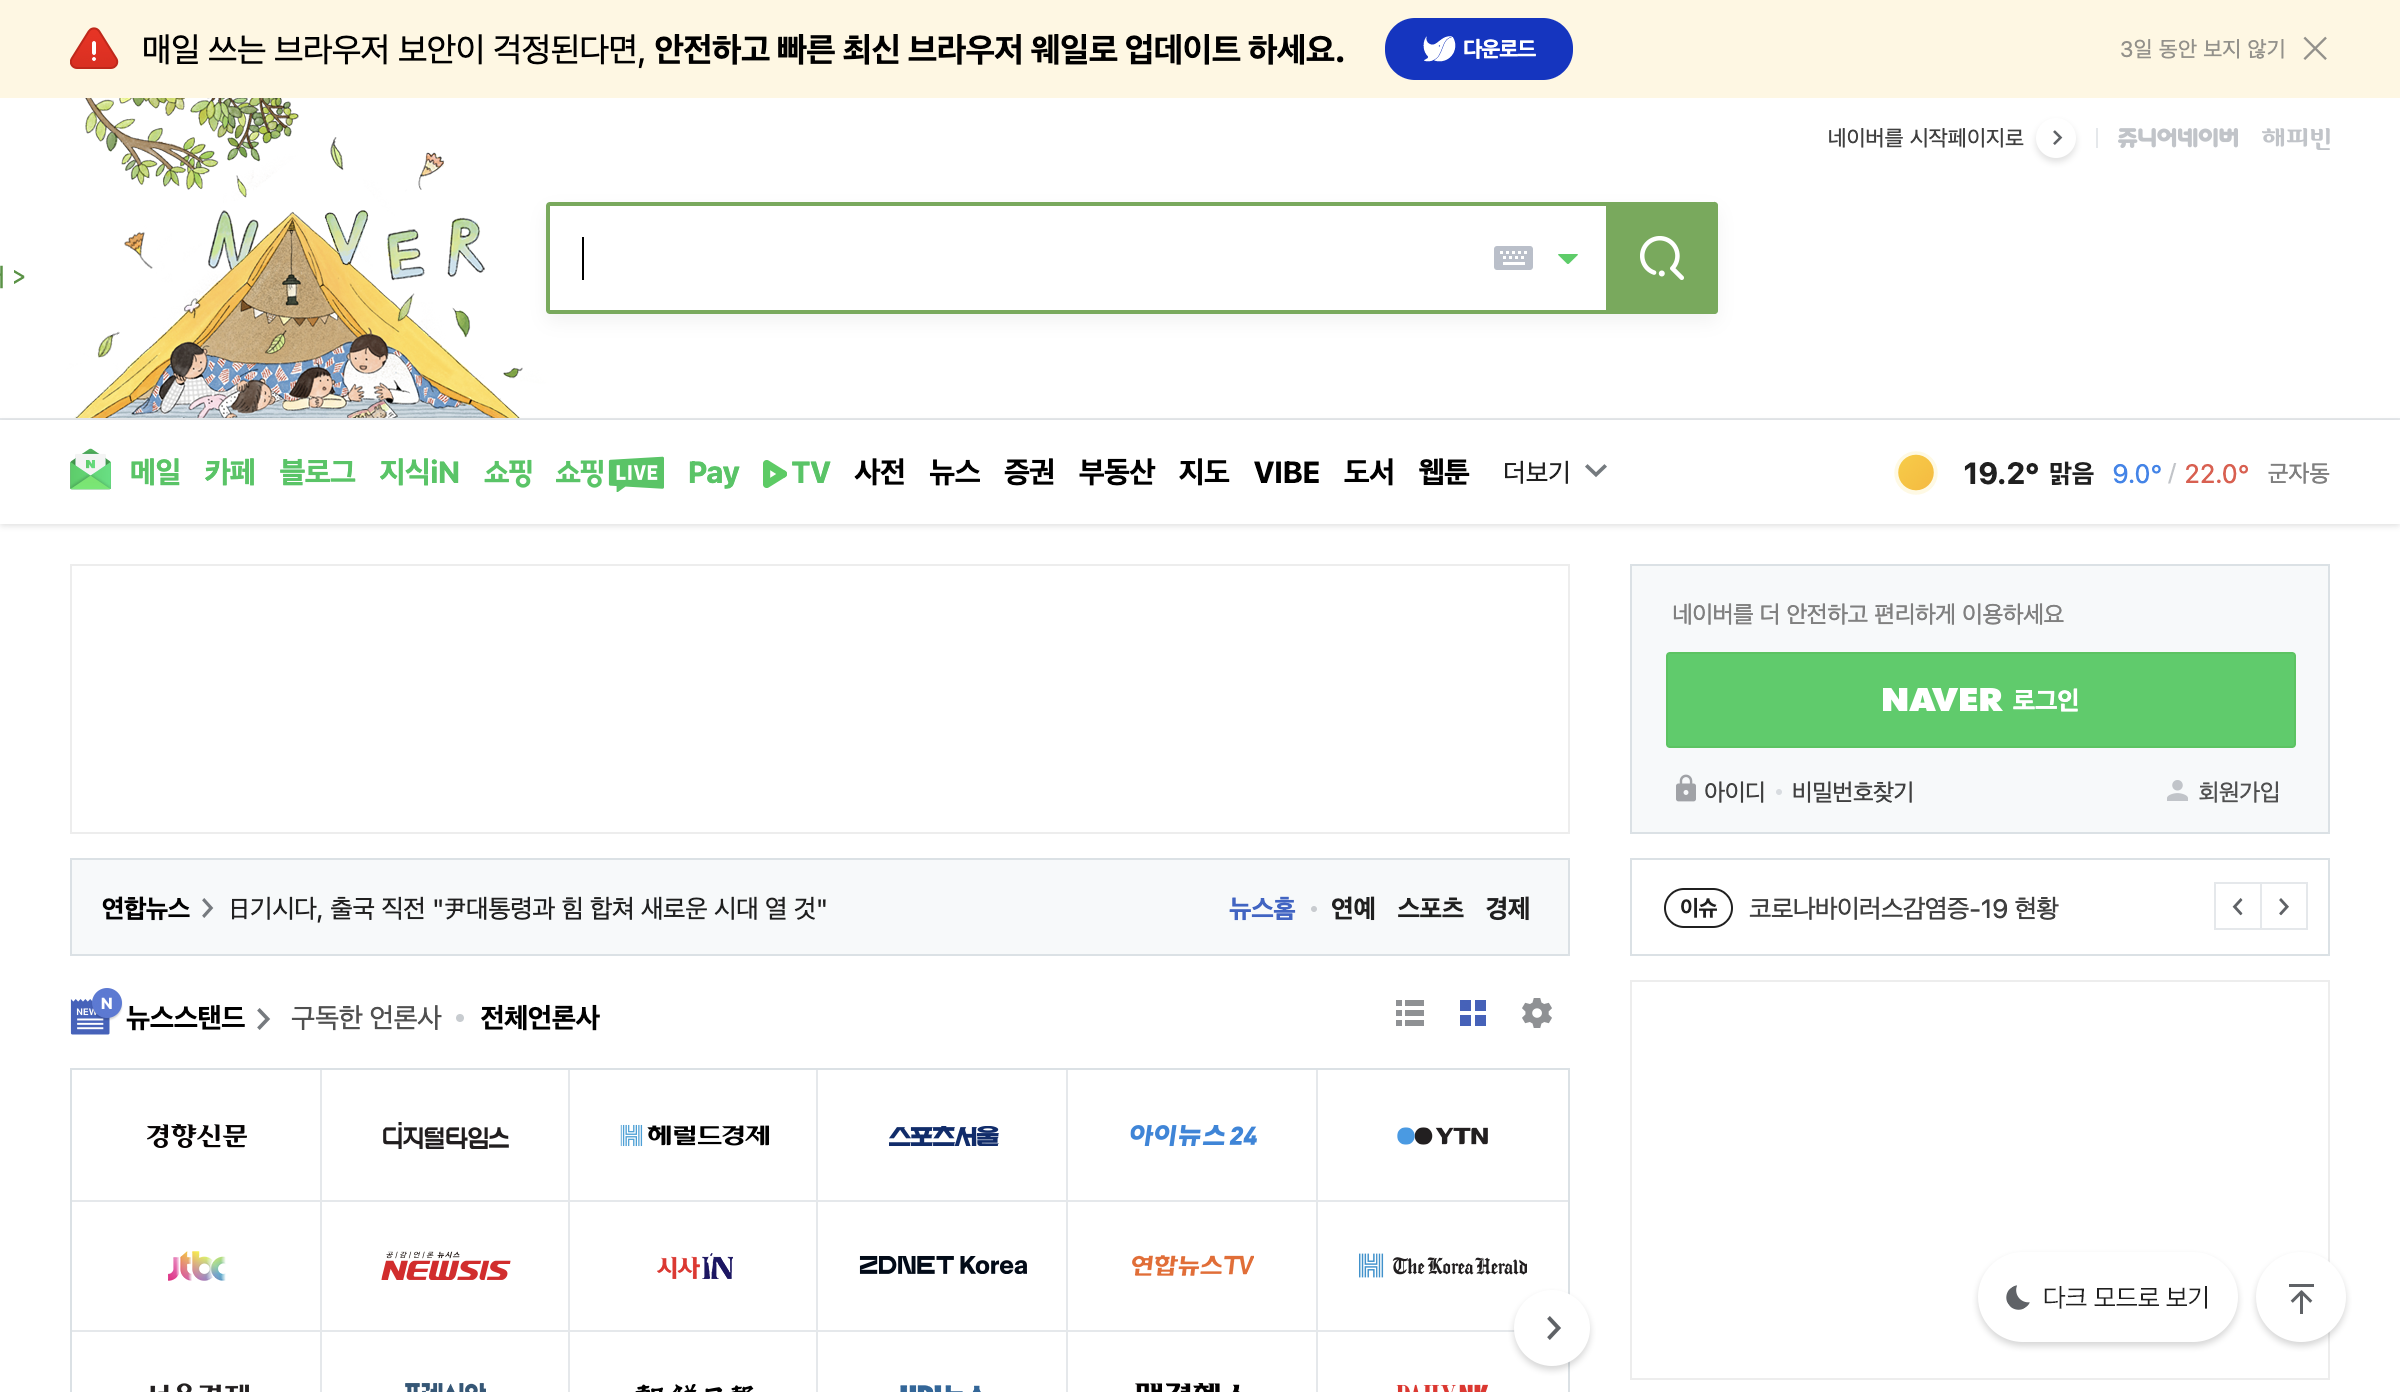 매일 쓰는 브라우저 보안이 걱정된다면, 안전하고 빠른 최신 브라우저 웨일로 업데이트 하세요.
다운로드
3일 동안 보지 않기
네이버를 시작페이지로
쥬니어네이버
해피빈
NAVER
>
메일 카페 블로그 지식iN 쇼핑 쇼핑LIVE Pay TV 사전 뉴스 증권 부동산 지도 VIBE 도서 웹툰 더보기
19.2° 맑음 9.0° / 22.0° 군자동
네이버를 더 안전하고 편리하게 이용하세요
NAVER 로그인
아이디 · 비밀번호찾기
회원가입
연합뉴스 > 日기시다, 출국 직전 "尹대통령과 힘 합쳐 새로운 시대 열 것"
뉴스홈 · 연예 스포츠 경제
이슈 코로나바이러스감염증-19 현황
NEW N 뉴스스탠드 > 구독한 언론사 · 전체언론사
경향신문 디지털타임스 헤럴드경제 스포츠서울 아이뉴스24 YTN
jtbc 공|감|언|론 뉴시스 NEWSIS 시사IN ZDNET Korea 연합뉴스TV The Korea Herald
다크 모드로 보기